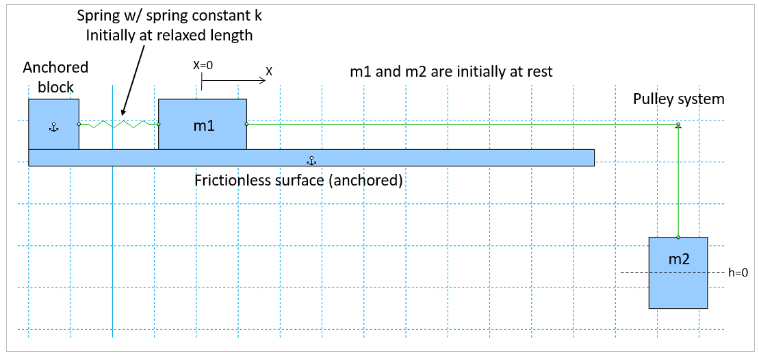 Spring w/ spring constant k
Initially at relaxed length
X=0
X
m1 and m2 are initially at rest
Anchored
block
Pulley system
m1
Frictionless surface (anchored)
m2
h=0